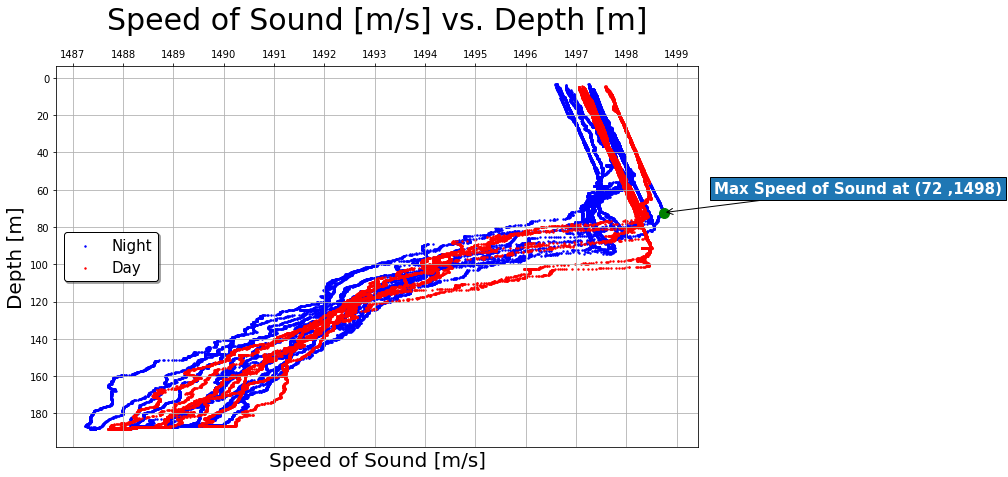 Speed of Sound [m/s] vs. Depth [m]
1487 1488 1489 1490 1491 1492 1493 1494 1495 1496 1497 1498 1499
0
20
40
60
Max Speed of Sound at (72 ,1498)
80
Night
Day
100
120
140
160
180
Depth [m]
Speed of Sound [m/s]